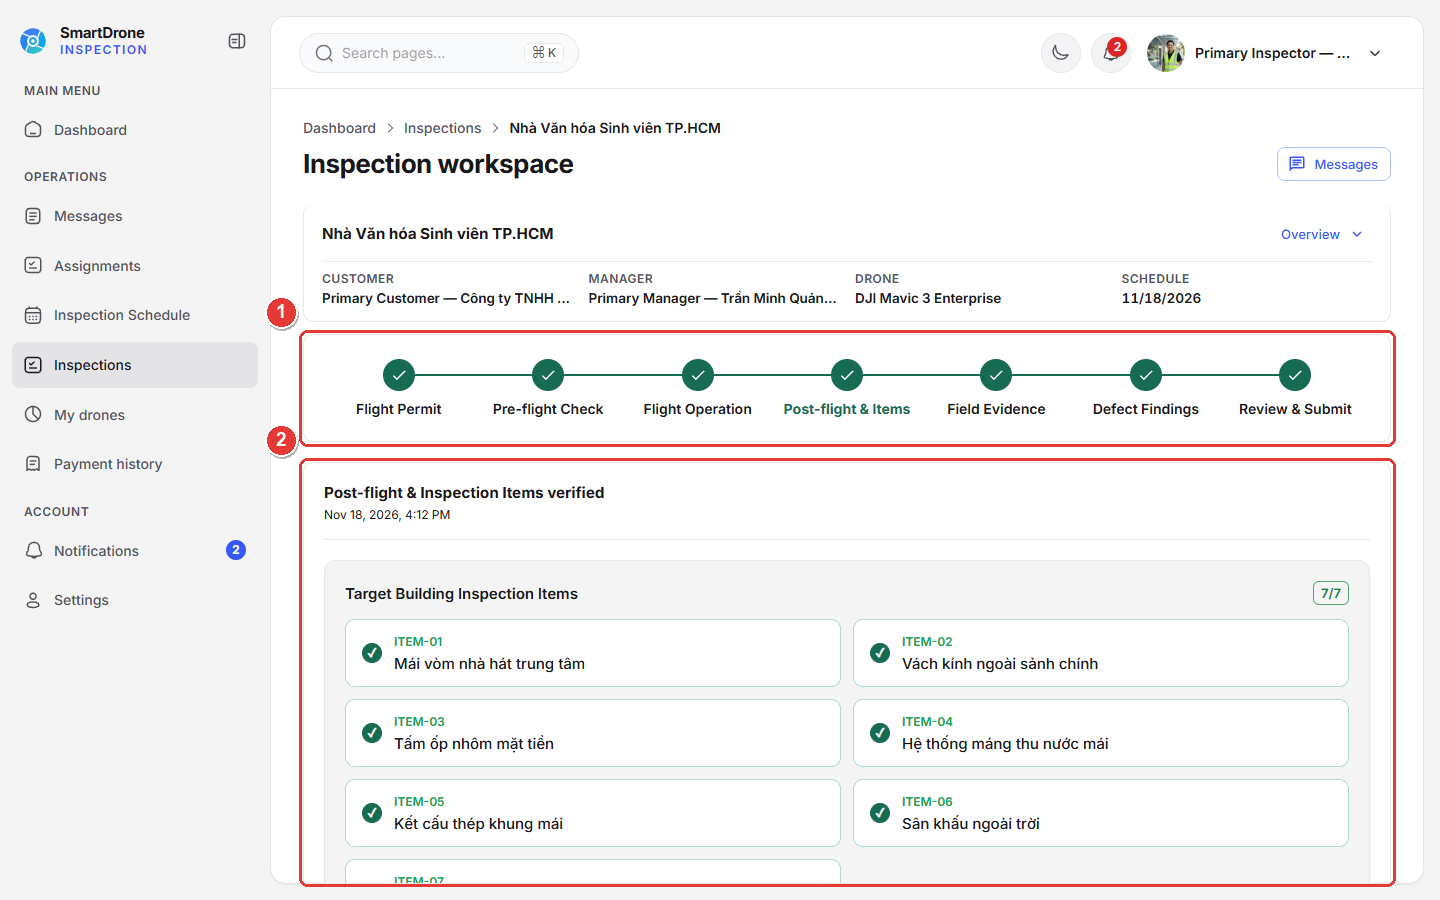 SmartDrone
INSPECTION
MAIN MENU
Dashboard
OPERATIONS
Messages
Assignments
Inspection Schedule
Inspections
My drones
Payment history
ACCOUNT
Notifications
2
Settings
Search pages...
⌘ K
2
Primary Inspector — ...
Dashboard > Inspections > Nhà Văn hóa Sinh viên TP.HCM
Inspection workspace
Messages
Nhà Văn hóa Sinh viên TP.HCM
Overview
CUSTOMER
Primary Customer — Công ty TNHH ...
MANAGER
Primary Manager — Trần Minh Quân...
DRONE
DJI Mavic 3 Enterprise
SCHEDULE
11/18/2026
1
Flight Permit
Pre-flight Check
Flight Operation
Post-flight & Items
Field Evidence
Defect Findings
Review & Submit
2
Post-flight & Inspection Items verified
Nov 18, 2026, 4:12 PM
Target Building Inspection Items
7/7
ITEM-01
Mái vòm nhà hát trung tâm
ITEM-02
Vách kính ngoài sảnh chính
ITEM-03
Tấm ốp nhôm mặt tiền
ITEM-04
Hệ thống máng thu nước mái
ITEM-05
Kết cấu thép khung mái
ITEM-06
Sân khấu ngoài trời
ITEM-07